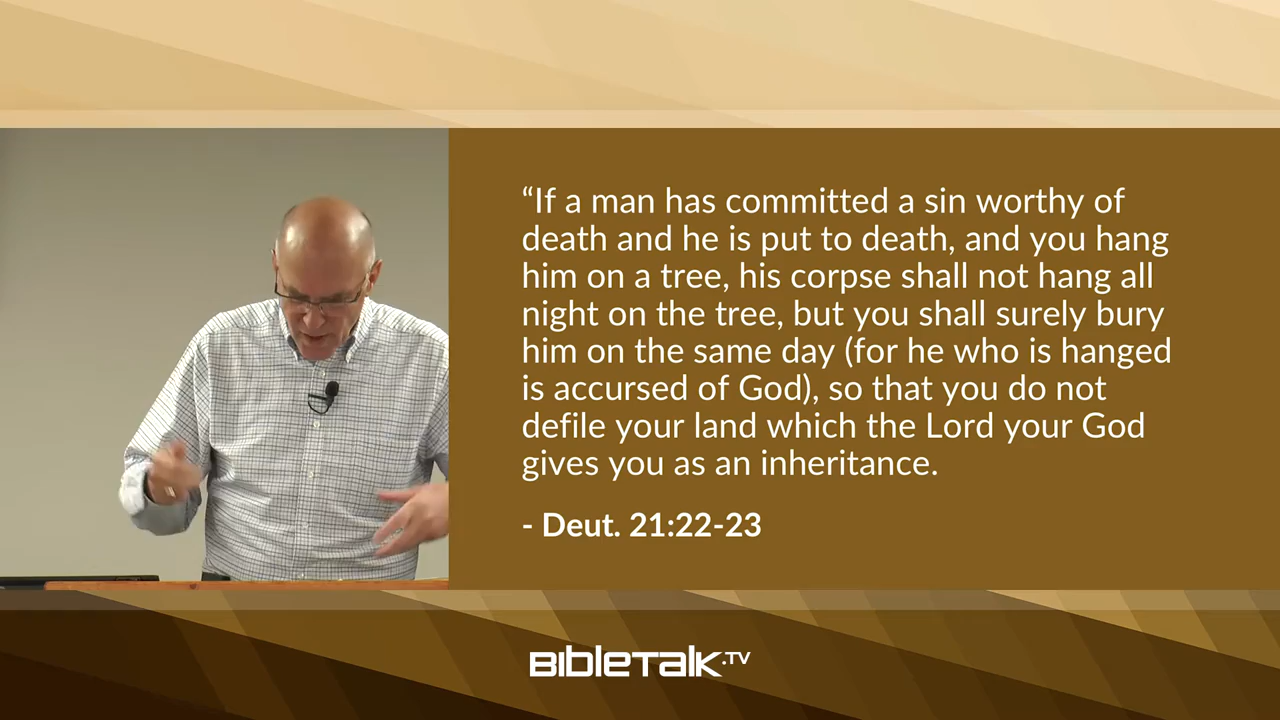 “If a man has committed a sin worthy of
death and he is put to death, and you hang
him on a tree, his corpse shall not hang all
night on the tree, but you shall surely bury
him on the same day (for he who is hanged
is accursed of God), so that you do not
defile your land which the Lord your God
gives you as an inheritance.
- Deut. 21:22-23
BibleTalk.TV